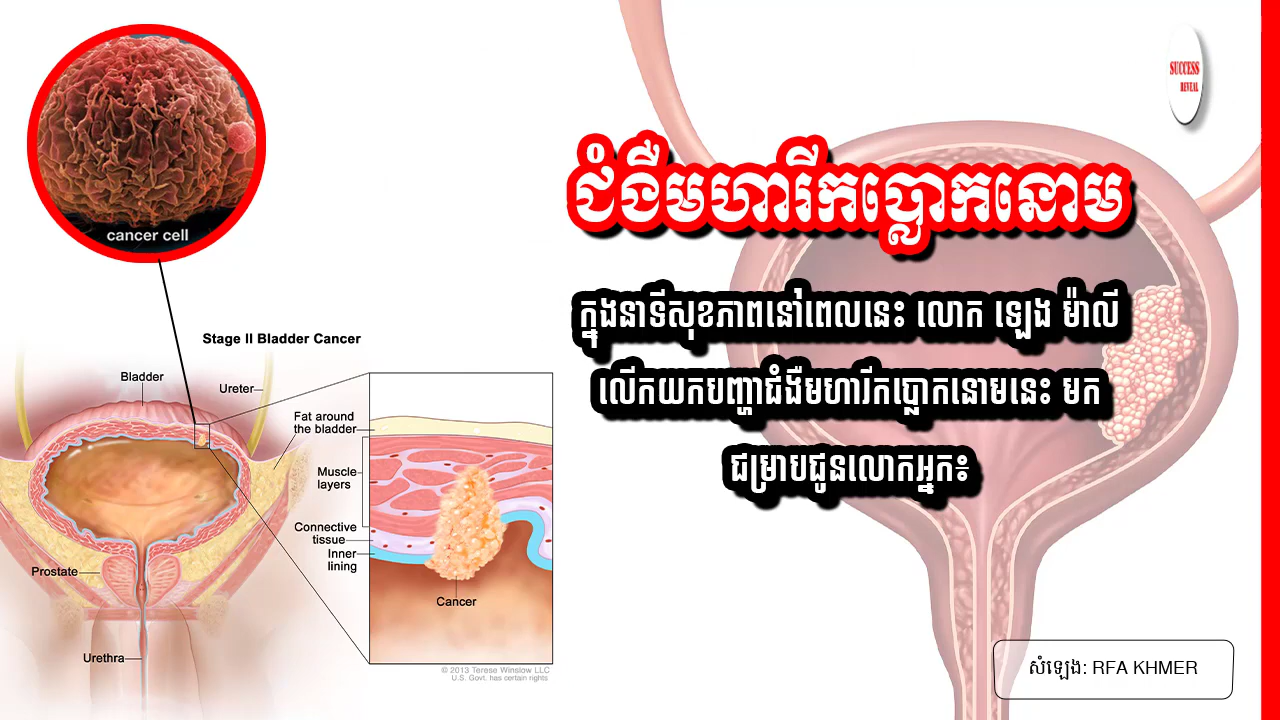 SUCCESS
REVEAL
ជំងឺមហារីកប្លោកនោម
ក្នុងនាទីសុខភាពនៅពេលនេះ លោក ឡេង ម៉ាលី
លើកយកបញ្ហាជំងឺមហារីកប្លោកនោមនេះ មក
ជម្រាបជូនលោកអ្នក៖
cancer cell
Stage II Bladder Cancer
Bladder
Ureter
Fat around
the bladder
Muscle
layers
Connective
tissue
Inner
lining
Prostate
Cancer
Urethra
© 2013 Terese Winslow LLC
U.S. Govt. has certain rights
សំឡេង: RFA KHMER